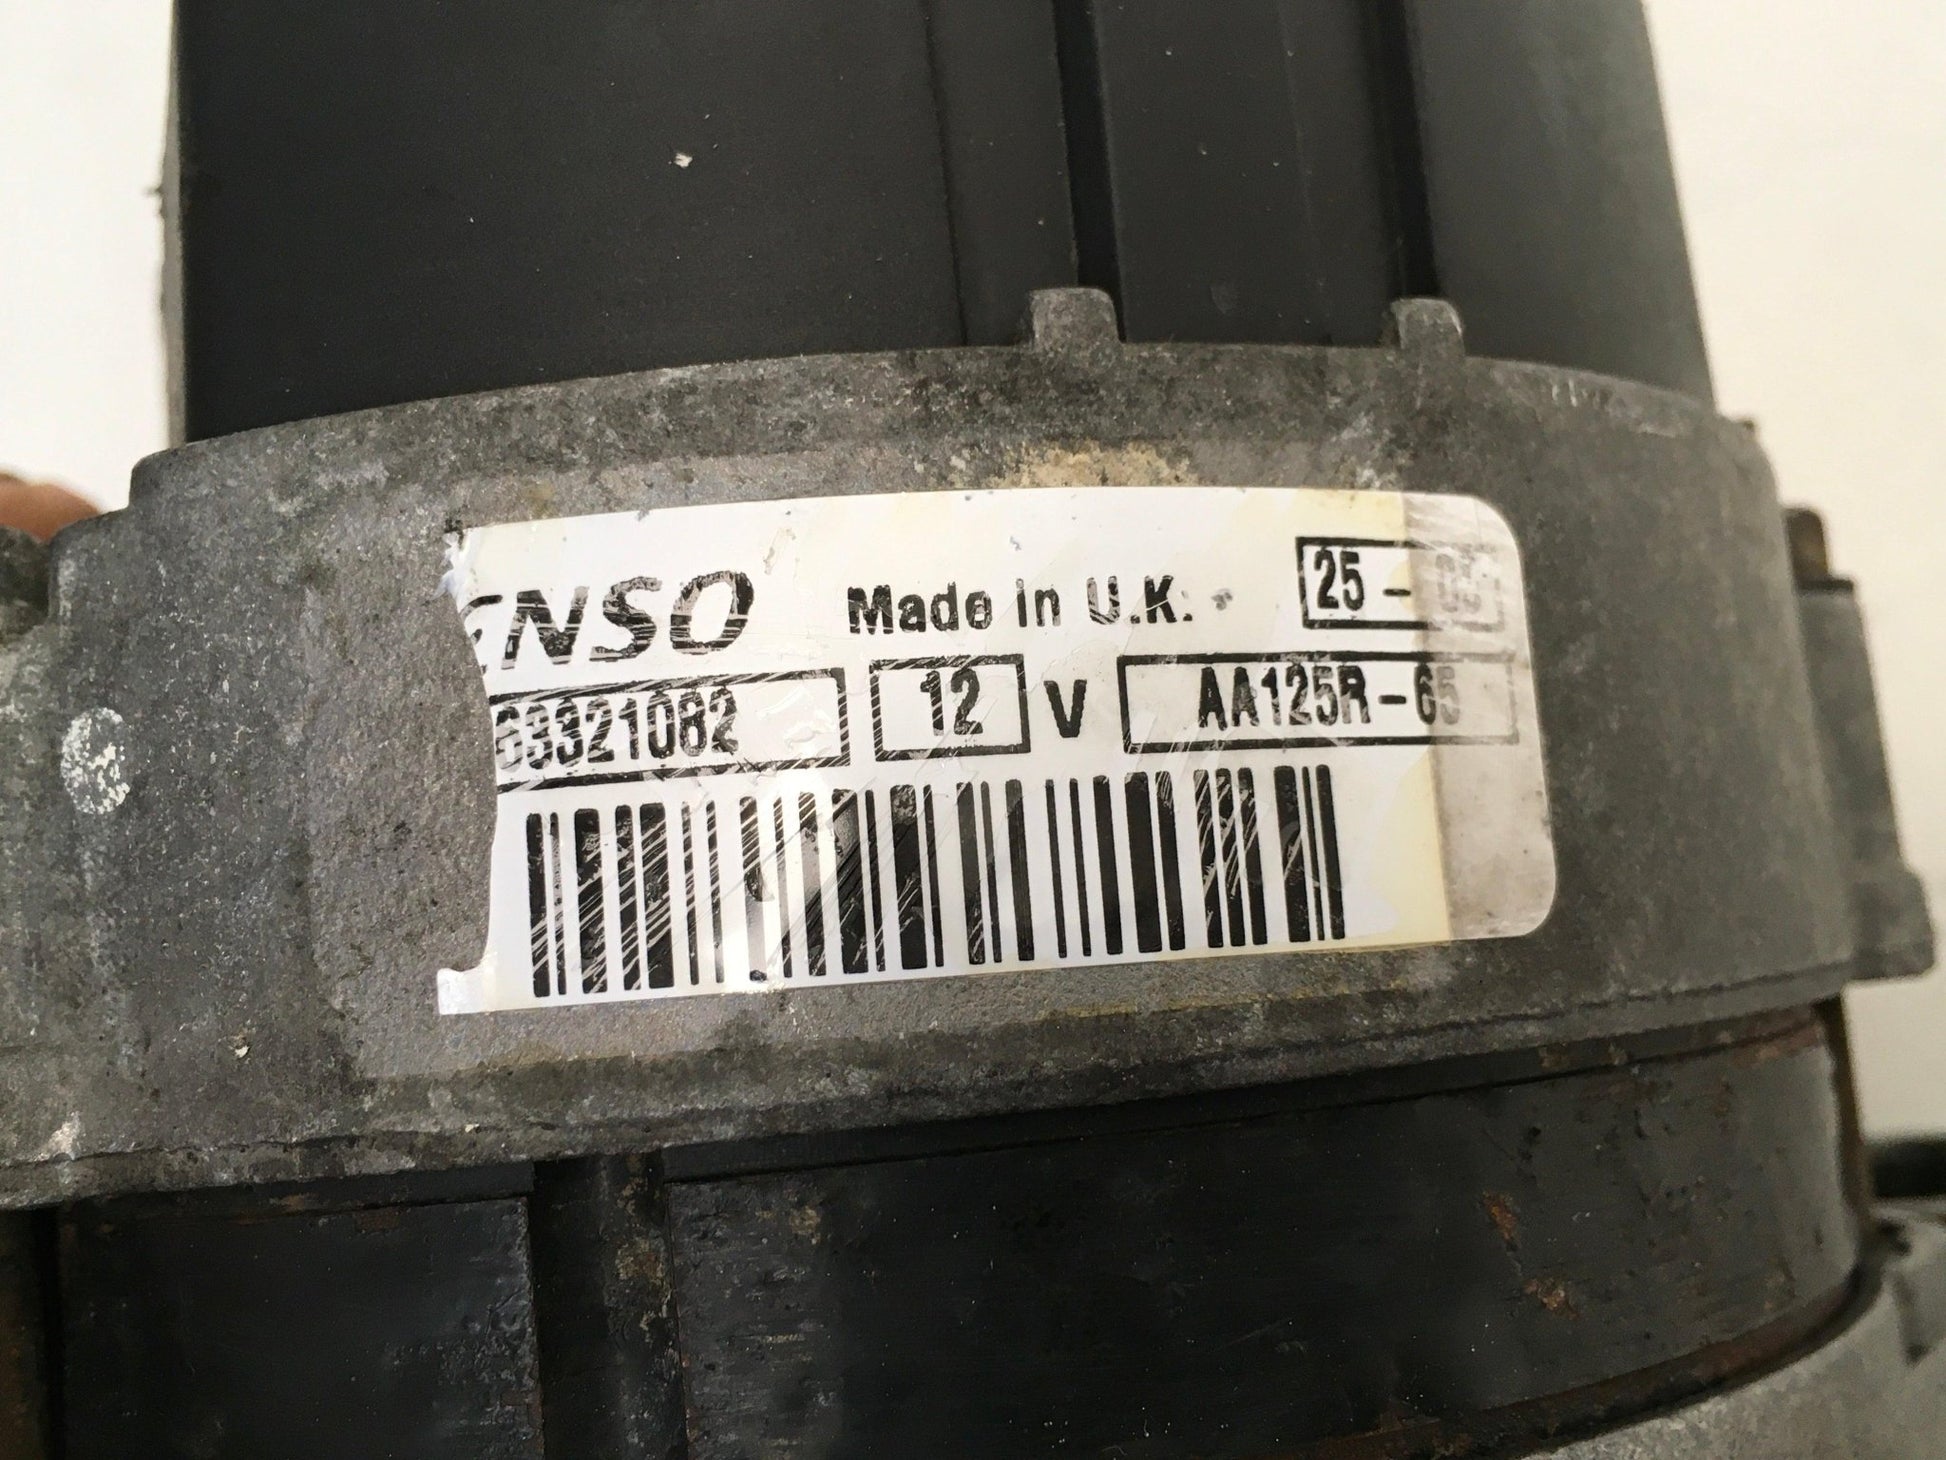 ENSO Made in U.K. 25 -
63321082 12 V AA125R-65